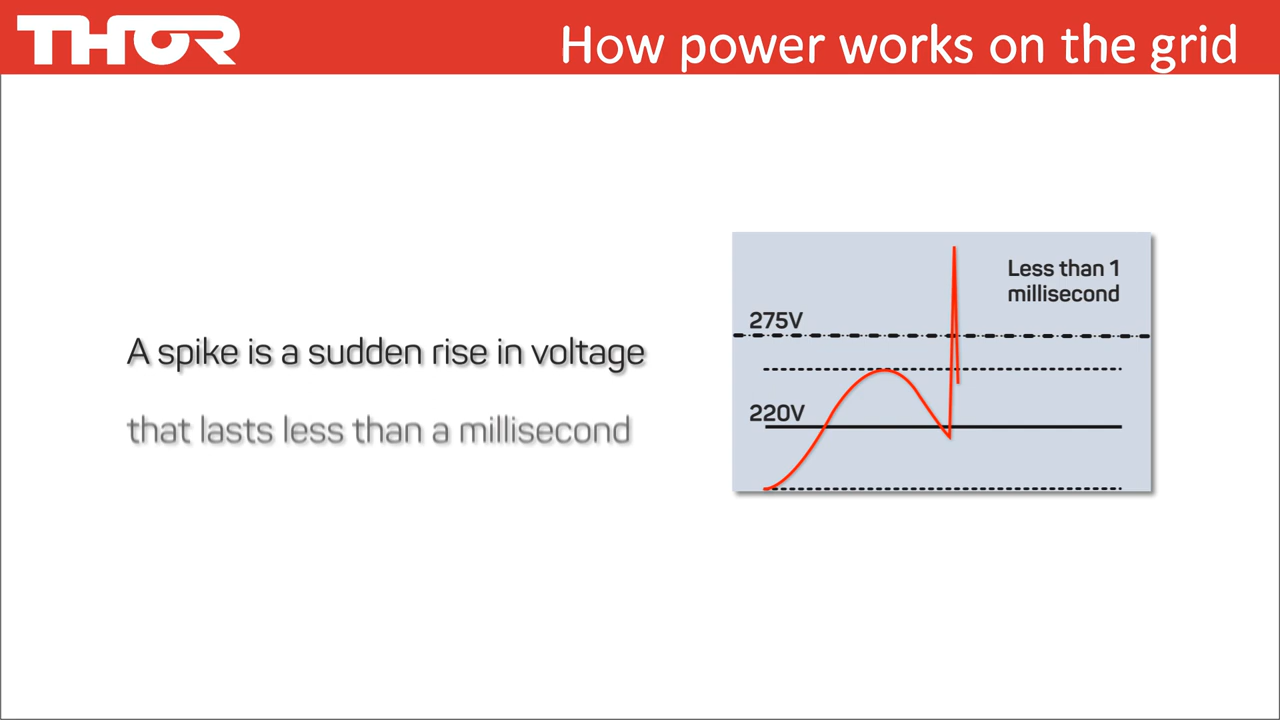 THOR
How power works on the grid
A spike is a sudden rise in voltage
that lasts less than a millisecond
Less than 1
millisecond
275V
220V